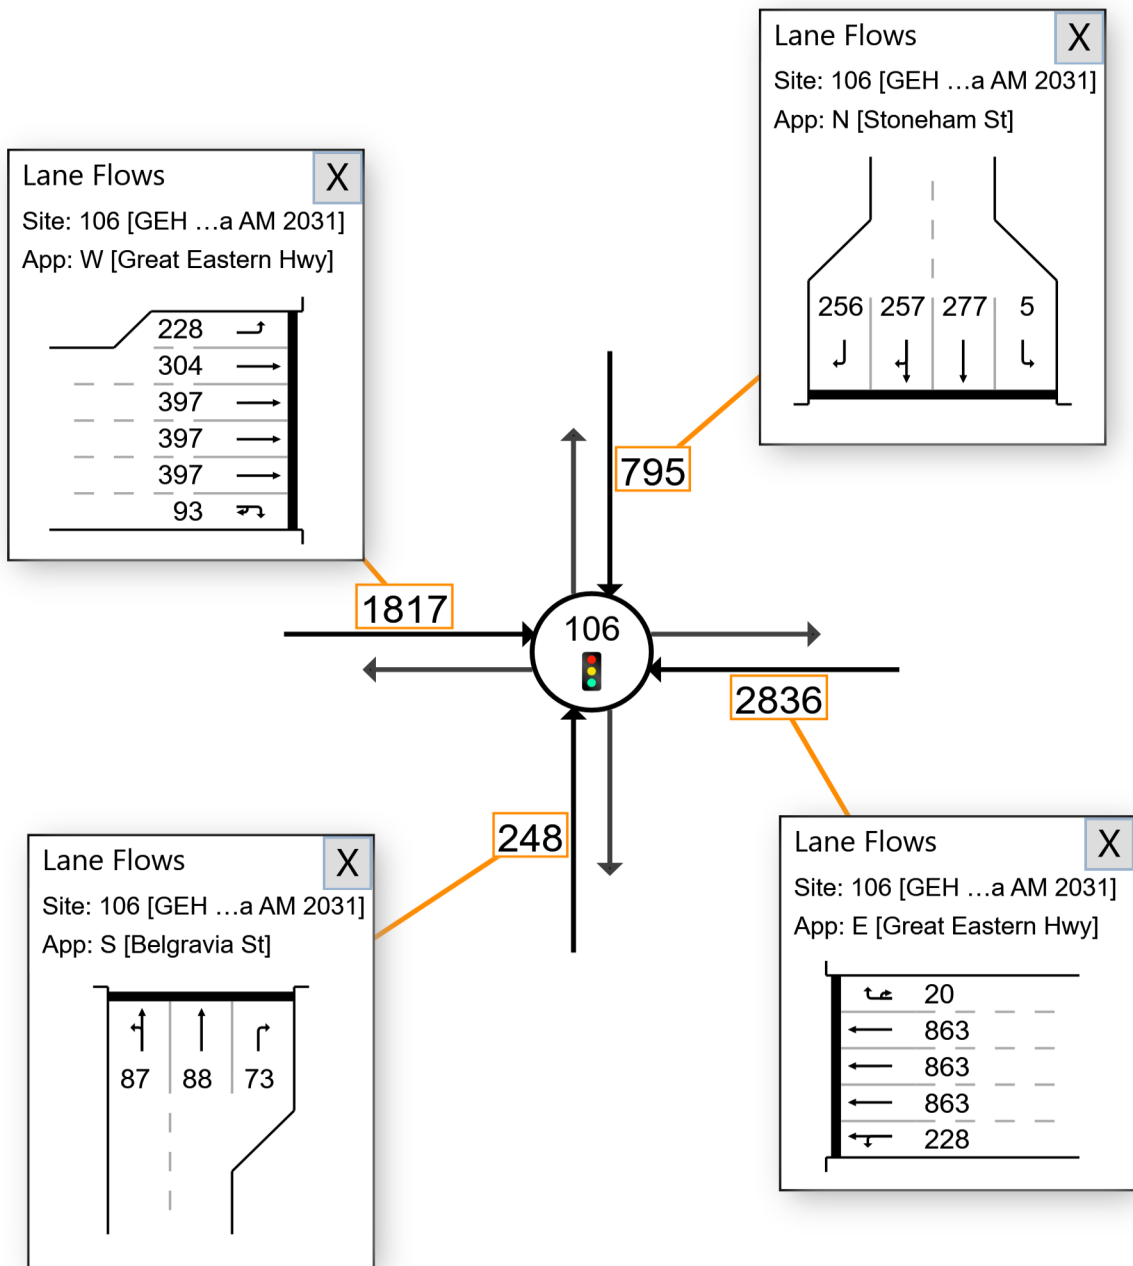 Lane Flows X
Site: 106 [GEH ...a AM 2031]
App: N [Stoneham St]
256 257 277 5
Lane Flows X
Site: 106 [GEH ...a AM 2031]
App: W [Great Eastern Hwy]
228
304
397
397
397
93
795
1817
106
2836
248
Lane Flows X
Site: 106 [GEH ...a AM 2031]
App: E [Great Eastern Hwy]
20
863
863
863
228
Lane Flows X
Site: 106 [GEH ...a AM 2031]
App: S [Belgravia St]
87 88 73